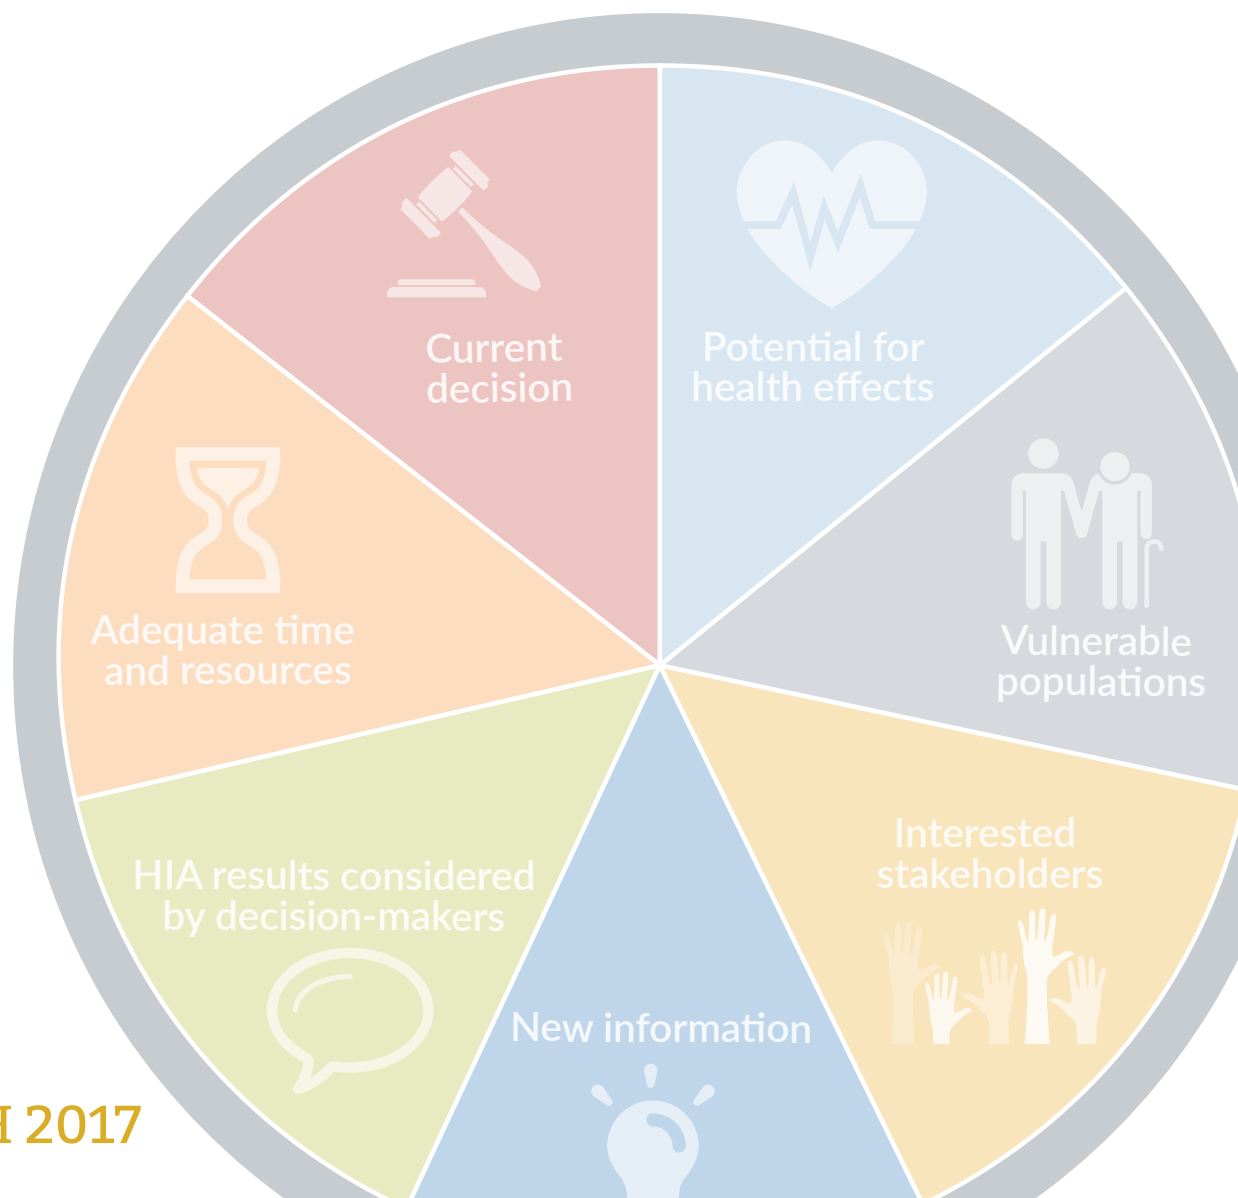 Current
decision
Potential for
health effects
Vulnerable
populations
Interested
stakeholders
New information
HIA results considered
by decision-makers
Adequate time
and resources
2017